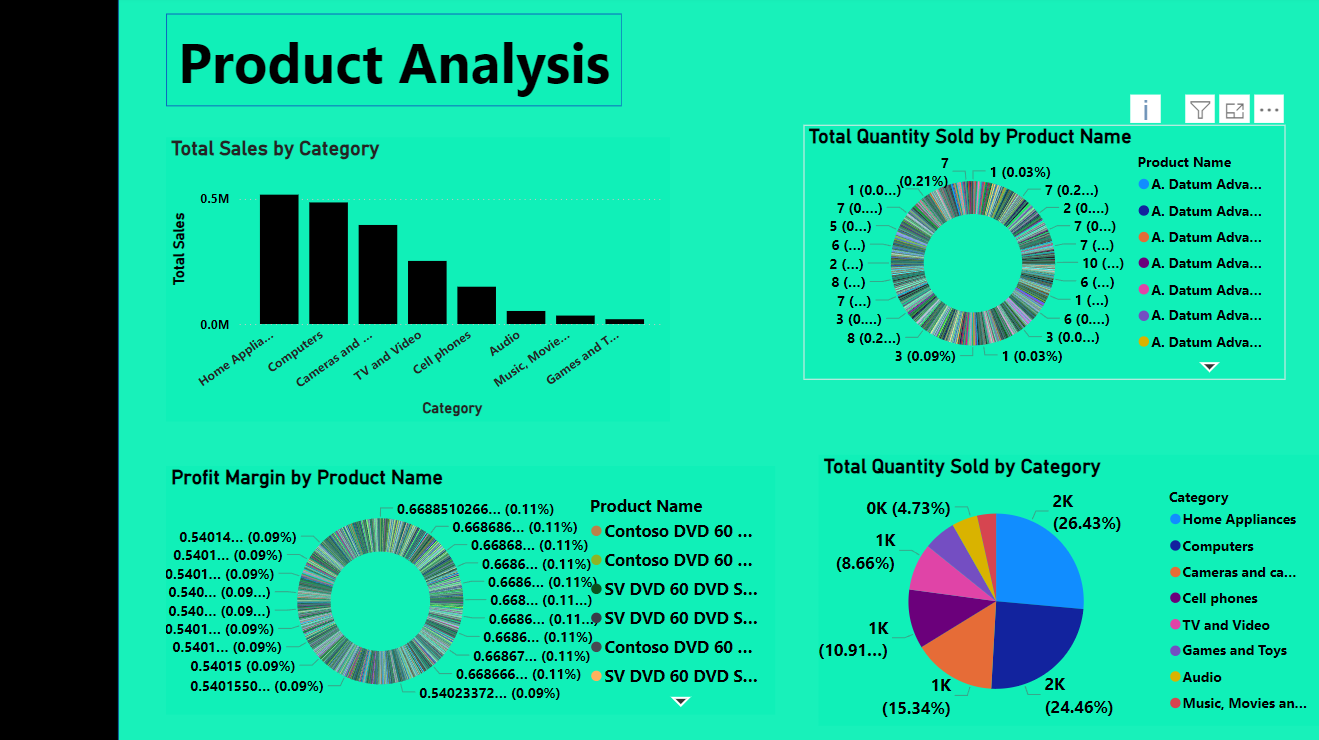 Product Analysis
Total Sales by Category
0.5M
0.0M
Total Sales
Home Applia...
Computers
Cameras and ...
TV and Video
Cell phones
Audio
Music, Movie...
Games and T...
Category
Total Quantity Sold by Product Name
7
(0.21%)
1 (0.0...)
7 (0....)
5 (0...)
6 (...)
2 (...)
8 (...)
7 (...)
3 (0....)
8 (0.2...)
3 (0.09%)
1 (0.03%)
7 (0.2...)
2 (0....)
7 (0...)
7 (...)
10 (...)
6 (...)
1 (...)
6 (0....)
3 (0.0...)
1 (0.03%)
Product Name
A. Datum Adva...
A. Datum Adva...
A. Datum Adva...
A. Datum Adva...
A. Datum Adva...
A. Datum Adva...
A. Datum Adva...
Profit Margin by Product Name
0.54014... (0.09%)
0.5401... (0.09%)
0.5401... (0.09%)
0.540... (0.09...)
0.540... (0.09...)
0.5401... (0.09%)
0.5401... (0.09%)
0.54015 (0.09%)
0.5401550... (0.09%)
0.6688510266... (0.11%)
0.668686... (0.11%)
0.66868... (0.11%)
0.6686... (0.11%)
0.6686... (0.11%)
0.668... (0.11...)
0.6686... (0.11...)
0.6686... (0.11%)
0.66867... (0.11%)
0.668666... (0.11%)
0.54023372... (0.09%)
Product Name
Contoso DVD 60 ...
Contoso DVD 60 ...
SV DVD 60 DVD S...
SV DVD 60 DVD S...
Contoso DVD 60 ...
SV DVD 60 DVD S...
Total Quantity Sold by Category
0K (4.73%)
1K
(8.66%)
1K
(10.91...)
1K
(15.34%)
2K
(26.43%)
2K
(24.46%)
Category
Home Appliances
Computers
Cameras and ca...
Cell phones
TV and Video
Games and Toys
Audio
Music, Movies an...